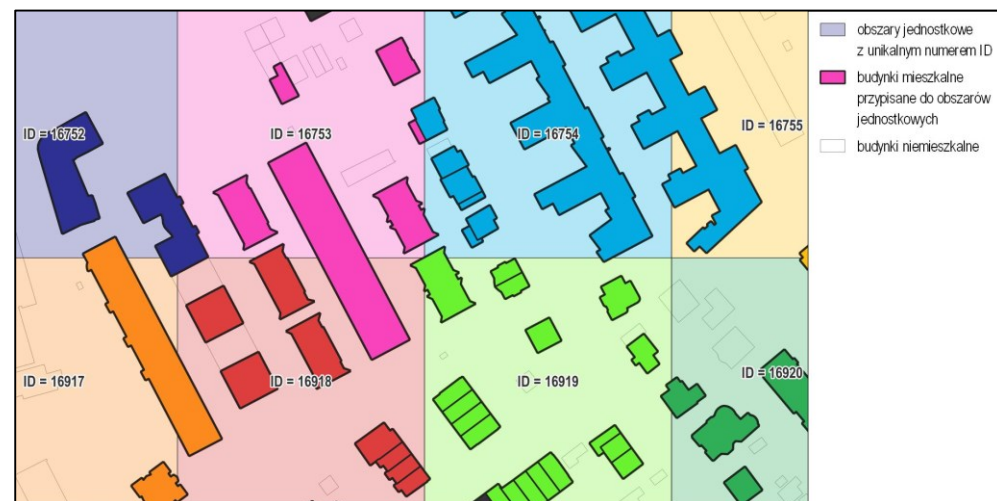 ID = 16752
ID = 16753
ID = 16754
ID = 16755
ID = 16917
ID = 16918
ID = 16919
ID = 16920
obszary jednostkowe
z unikalnym numerem ID
budynki mieszkalne
przypisane do obszarów
jednostkowych
budynki niemieszkalne